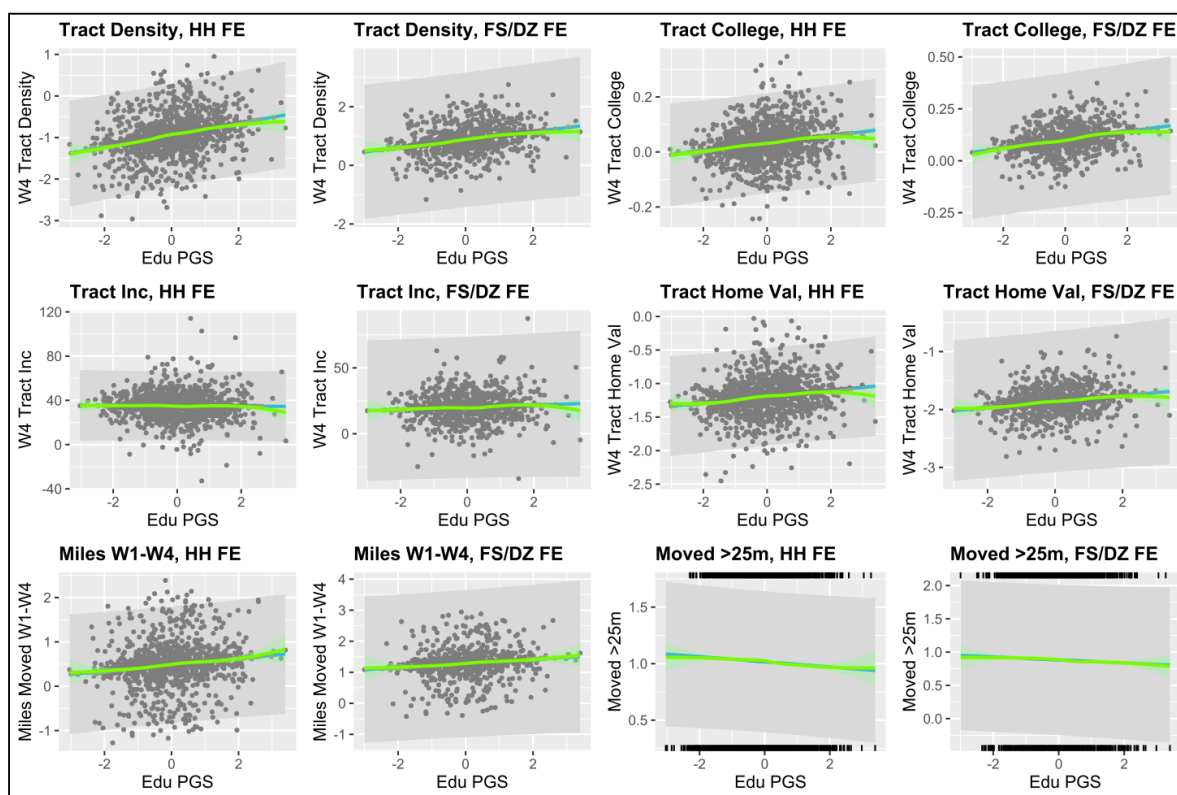 Tract Density, HH FE
W4 Tract Density
1
0
-1
-2
-3
-2
0
2
Edu PGS
Tract Density, FS/DZ FE
W4 Tract Density
2
0
-2
-2
0
2
Edu PGS
Tract College, HH FE
W4 Tract College
0.2
0.0
-0.2
-2
0
2
Edu PGS
Tract College, FS/DZ FE
W4 Tract College
0.50
0.25
0.00
-0.25
-2
0
2
Edu PGS
Tract Inc, HH FE
W4 Tract Inc
120
80
40
0
-40
-2
0
2
Edu PGS
Tract Inc, FS/DZ FE
W4 Tract Inc
50
0
-2
0
2
Edu PGS
Tract Home Val, HH FE
W4 Tract Home Val
0.0
-0.5
-1.0
-1.5
-2.0
-2.5
-2
0
2
Edu PGS
Tract Home Val, FS/DZ FE
W4 Tract Home Val
-1
-2
-3
-2
0
2
Edu PGS
Miles W1-W4, HH FE
Miles Moved W1-W4
2
1
0
-1
-2
0
2
Edu PGS
Miles W1-W4, FS/DZ FE
Miles Moved W1-W4
4
3
2
1
0
-1
-2
0
2
Edu PGS
Moved >25m, HH FE
Moved >25m
1.5
1.0
0.5
-2
0
2
Edu PGS
Moved >25m, FS/DZ FE
Moved >25m
2.0
1.5
1.0
0.5
0.0
-2
0
2
Edu PGS